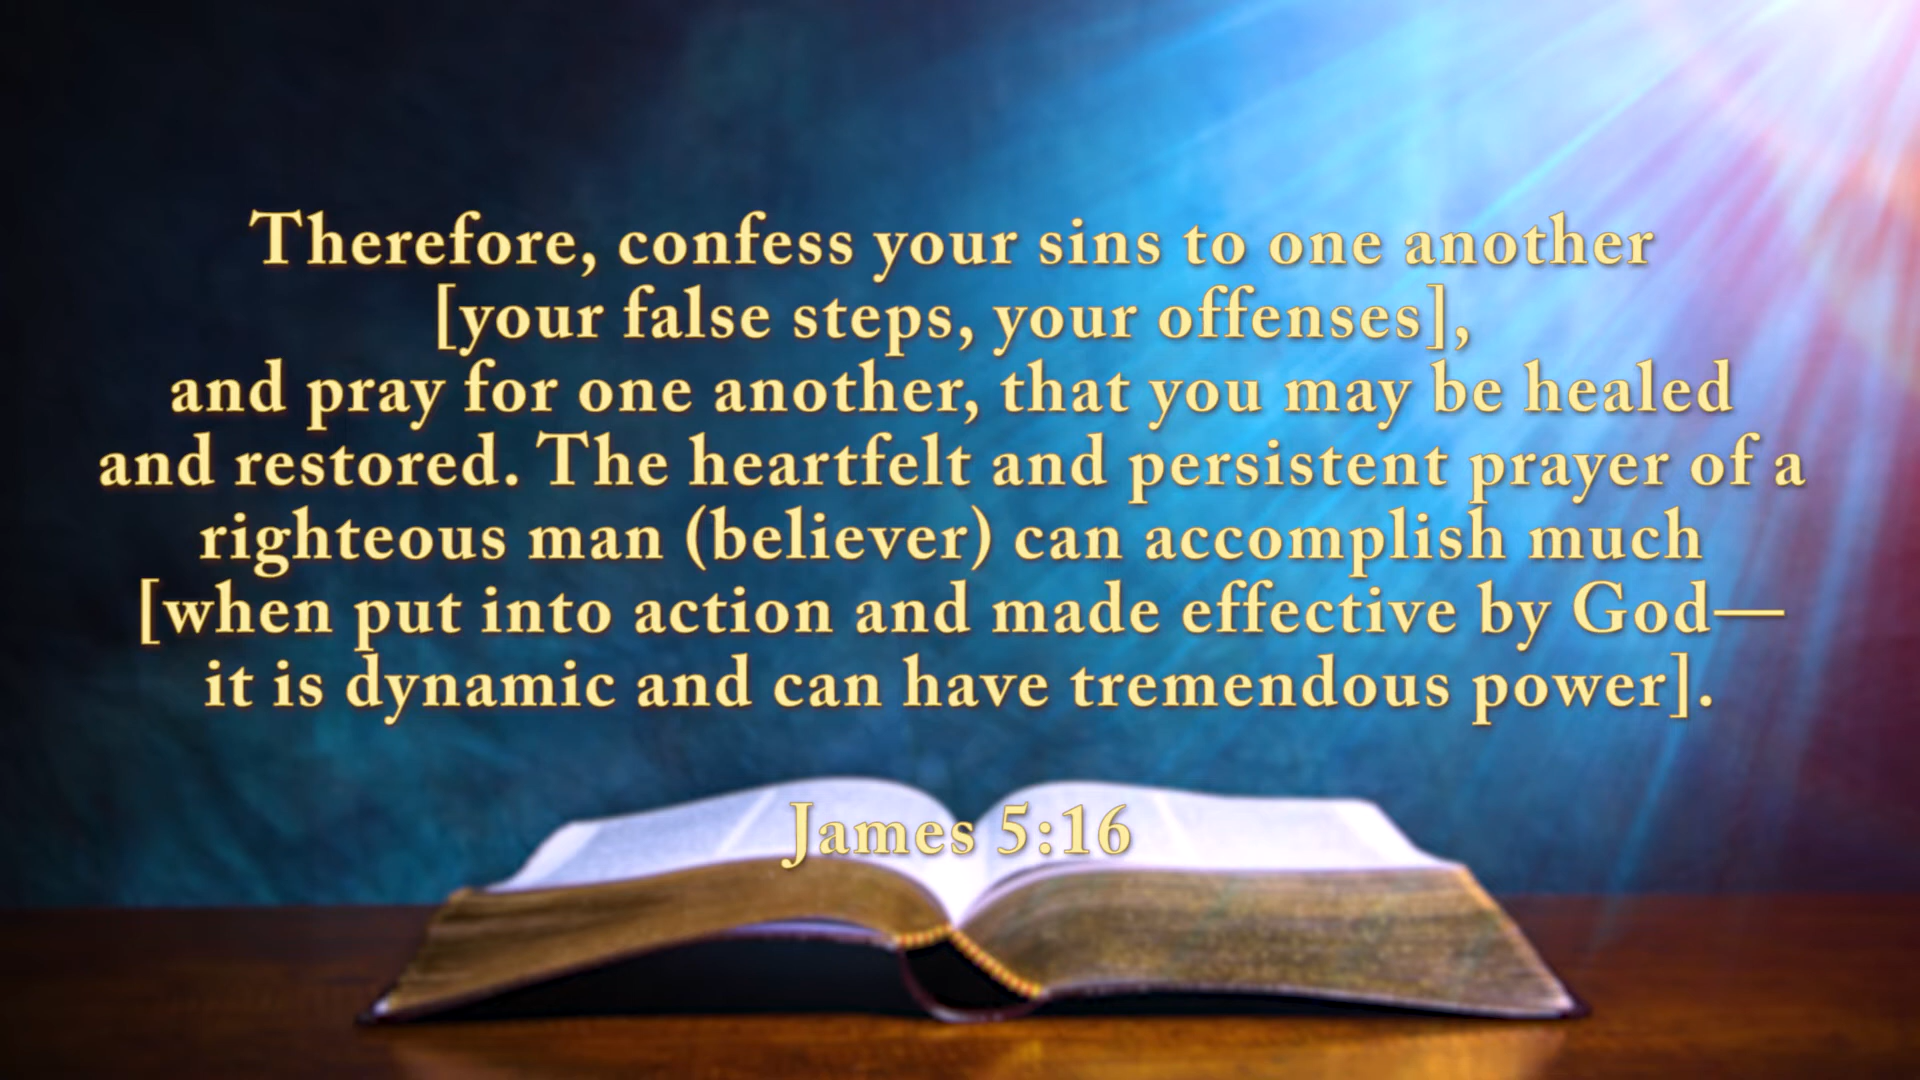 Therefore, confess your sins to one another
[your false steps, your offenses],
and pray for one another, that you may be healed
and restored. The heartfelt and persistent prayer of a
righteous man (believer) can accomplish much
[when put into action and made effective by God—
it is dynamic and can have tremendous power].
James 5:16